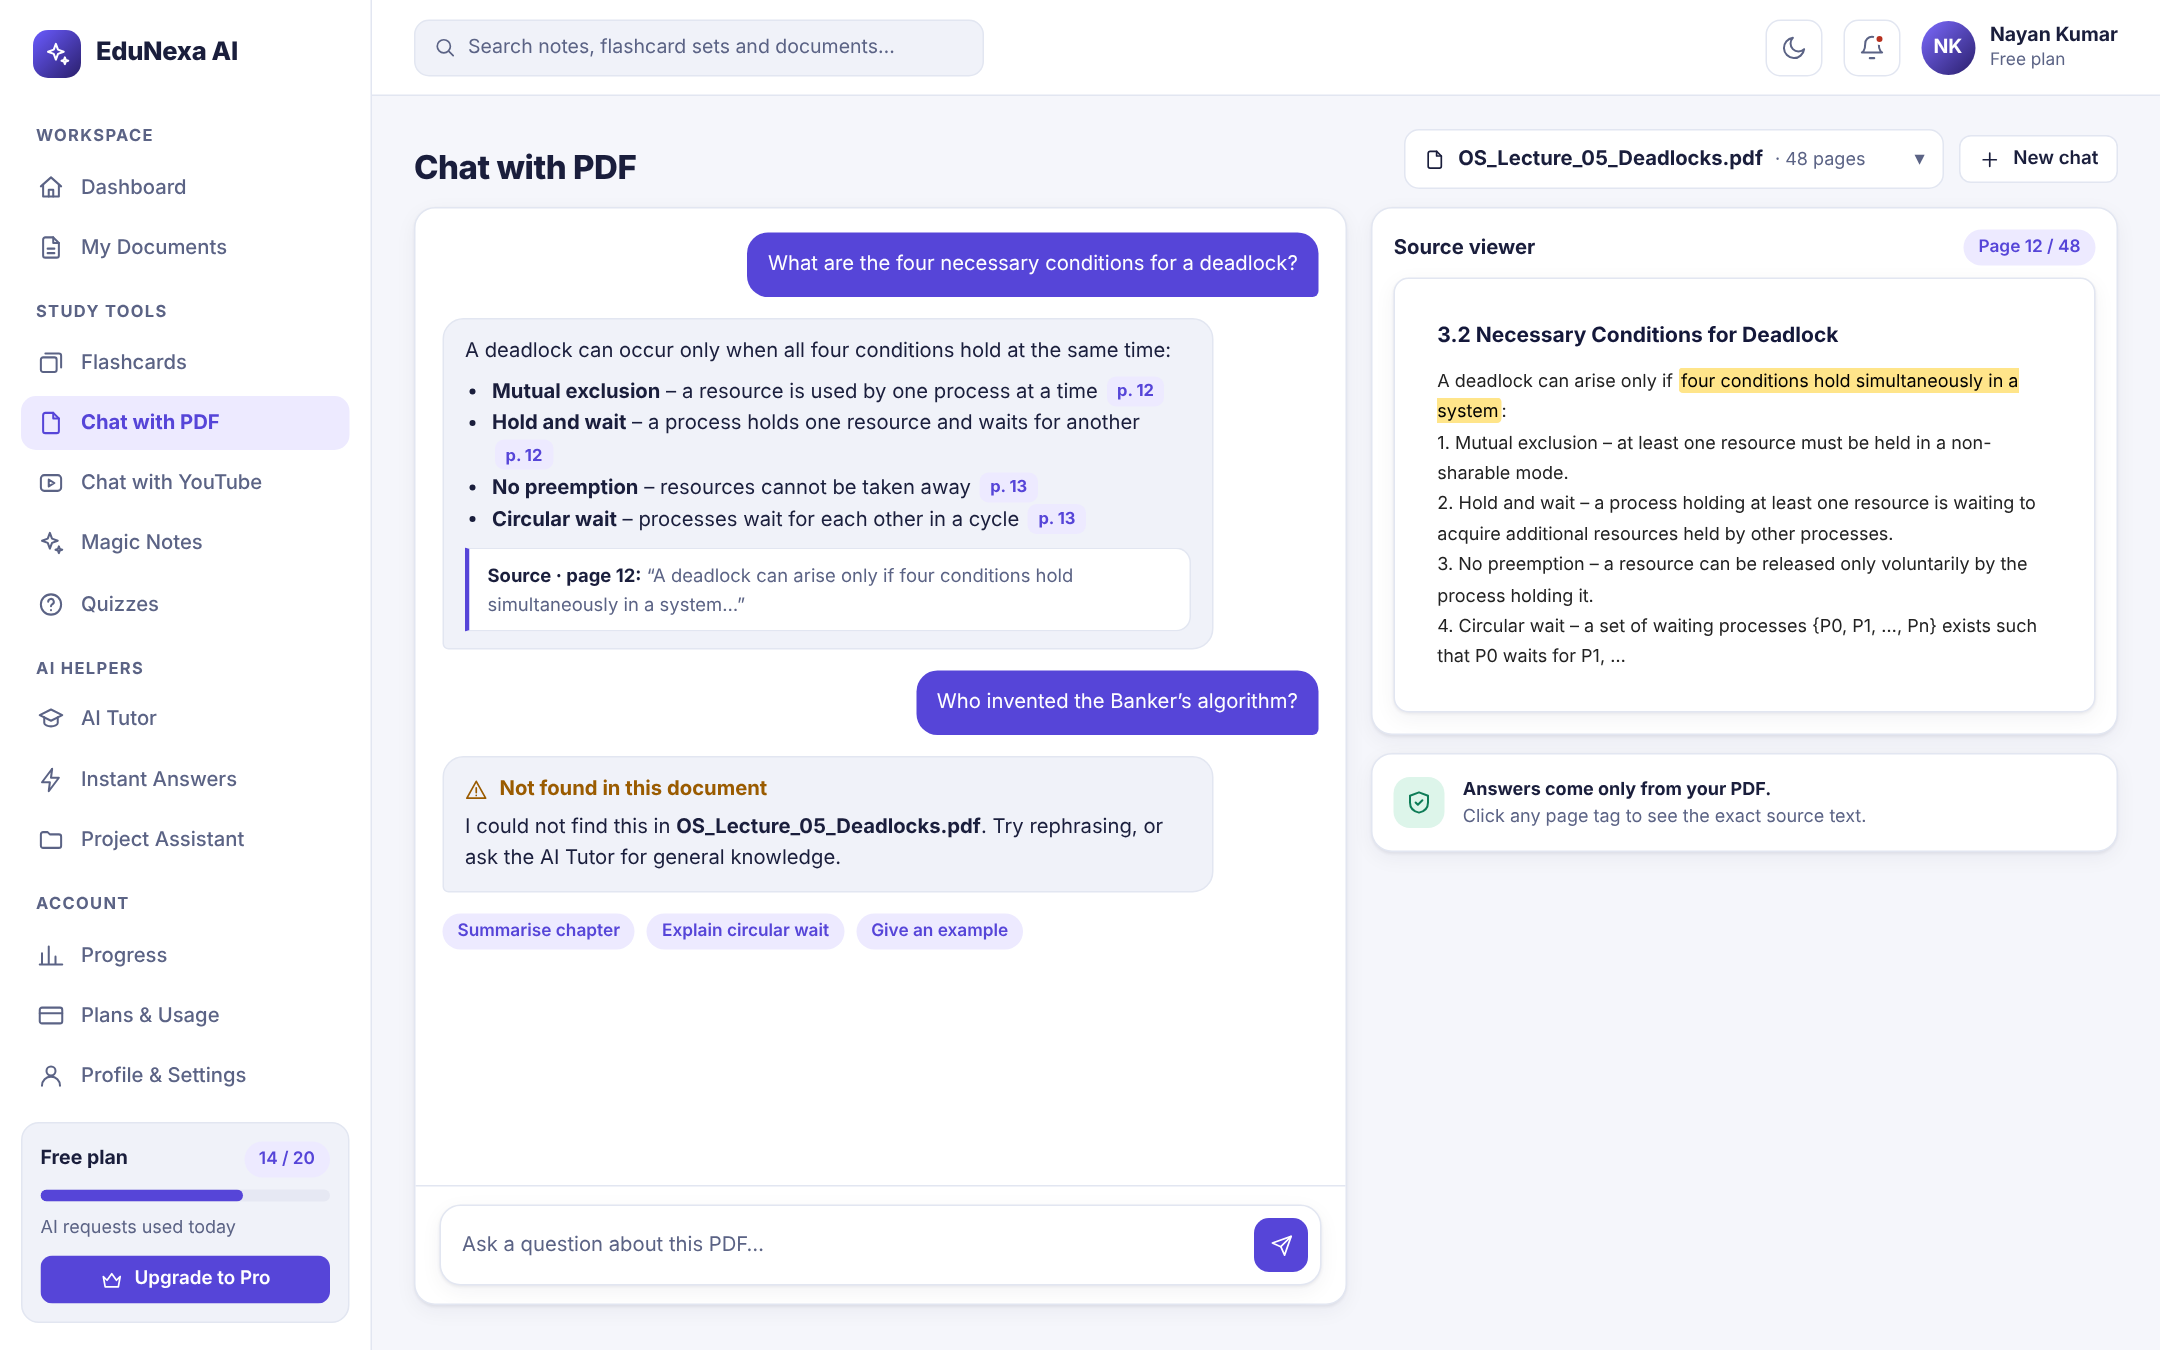 EduNexa AI
WORKSPACE
Dashboard
My Documents
STUDY TOOLS
Flashcards
Chat with PDF
Chat with YouTube
Magic Notes
Quizzes
AI HELPERS
AI Tutor
Instant Answers
Project Assistant
ACCOUNT
Progress
Plans & Usage
Profile & Settings
Free plan
14 / 20
AI requests used today
Upgrade to Pro
Search notes, flashcard sets and documents...
NK
Nayan Kumar
Free plan
Chat with PDF
OS_Lecture_05_Deadlocks.pdf · 48 pages ▼
New chat
What are the four necessary conditions for a deadlock?
A deadlock can occur only when all four conditions hold at the same time:
• Mutual exclusion – a resource is used by one process at a time p. 12
• Hold and wait – a process holds one resource and waits for another
p. 12
• No preemption – resources cannot be taken away p. 13
• Circular wait – processes wait for each other in a cycle p. 13
Source · page 12: “A deadlock can arise only if four conditions hold
simultaneously in a system...”
Who invented the Banker’s algorithm?
Not found in this document
I could not find this in OS_Lecture_05_Deadlocks.pdf. Try rephrasing, or
ask the AI Tutor for general knowledge.
Summarise chapter
Explain circular wait
Give an example
Ask a question about this PDF...
Source viewer
Page 12 / 48
3.2 Necessary Conditions for Deadlock
A deadlock can arise only if four conditions hold simultaneously in a
system:
1. Mutual exclusion – at least one resource must be held in a non-
sharable mode.
2. Hold and wait – a process holding at least one resource is waiting to
acquire additional resources held by other processes.
3. No preemption – a resource can be released only voluntarily by the
process holding it.
4. Circular wait – a set of waiting processes {P0, P1, ..., Pn} exists such
that P0 waits for P1, ...
Answers come only from your PDF.
Click any page tag to see the exact source text.